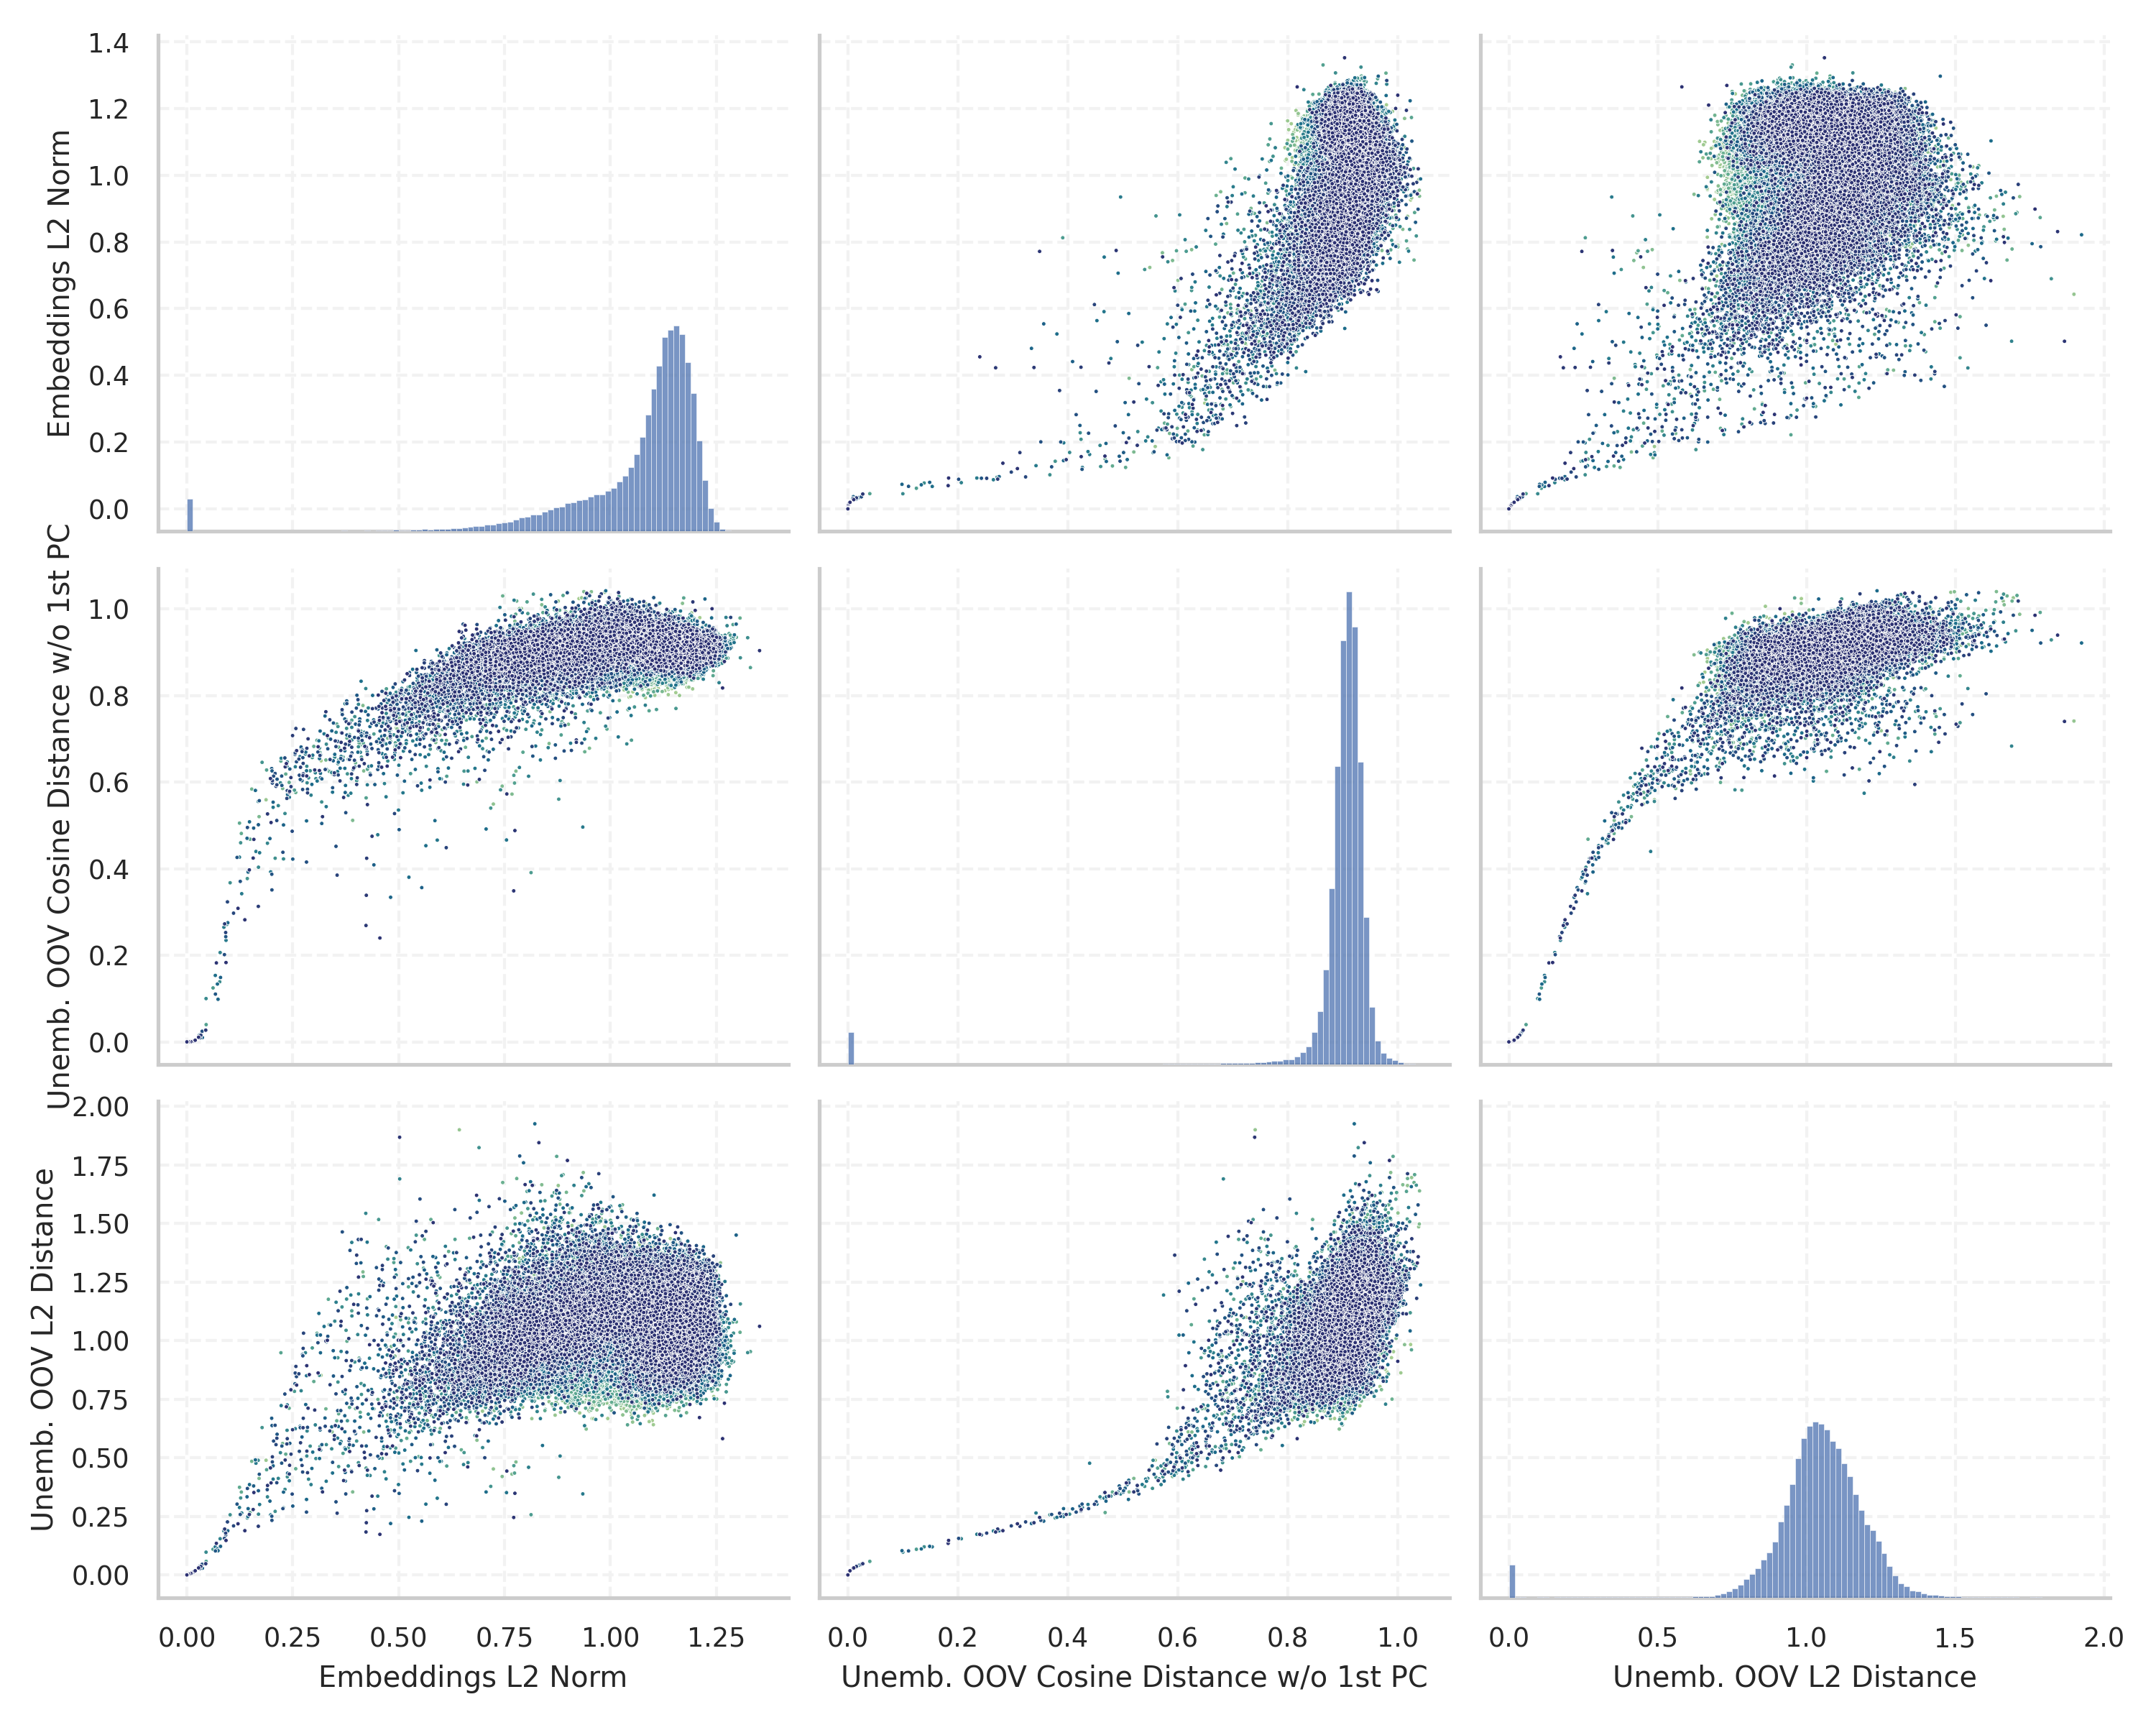 1.4
1.2
1.0
0.8
0.6
0.4
0.2
0.0
Embeddings L2 Norm
1.0
0.8
0.6
0.4
0.2
0.0
Unemb. OOV Cosine Distance w/o 1st PC
2.00
1.75
1.50
1.25
1.00
0.75
0.50
0.25
0.00
Unemb. OOV L2 Distance
0.00 0.25 0.50 0.75 1.00 1.25
Embeddings L2 Norm
0.0 0.2 0.4 0.6 0.8 1.0
Unemb. OOV Cosine Distance w/o 1st PC
0.0 0.5 1.0 1.5 2.0
Unemb. OOV L2 Distance